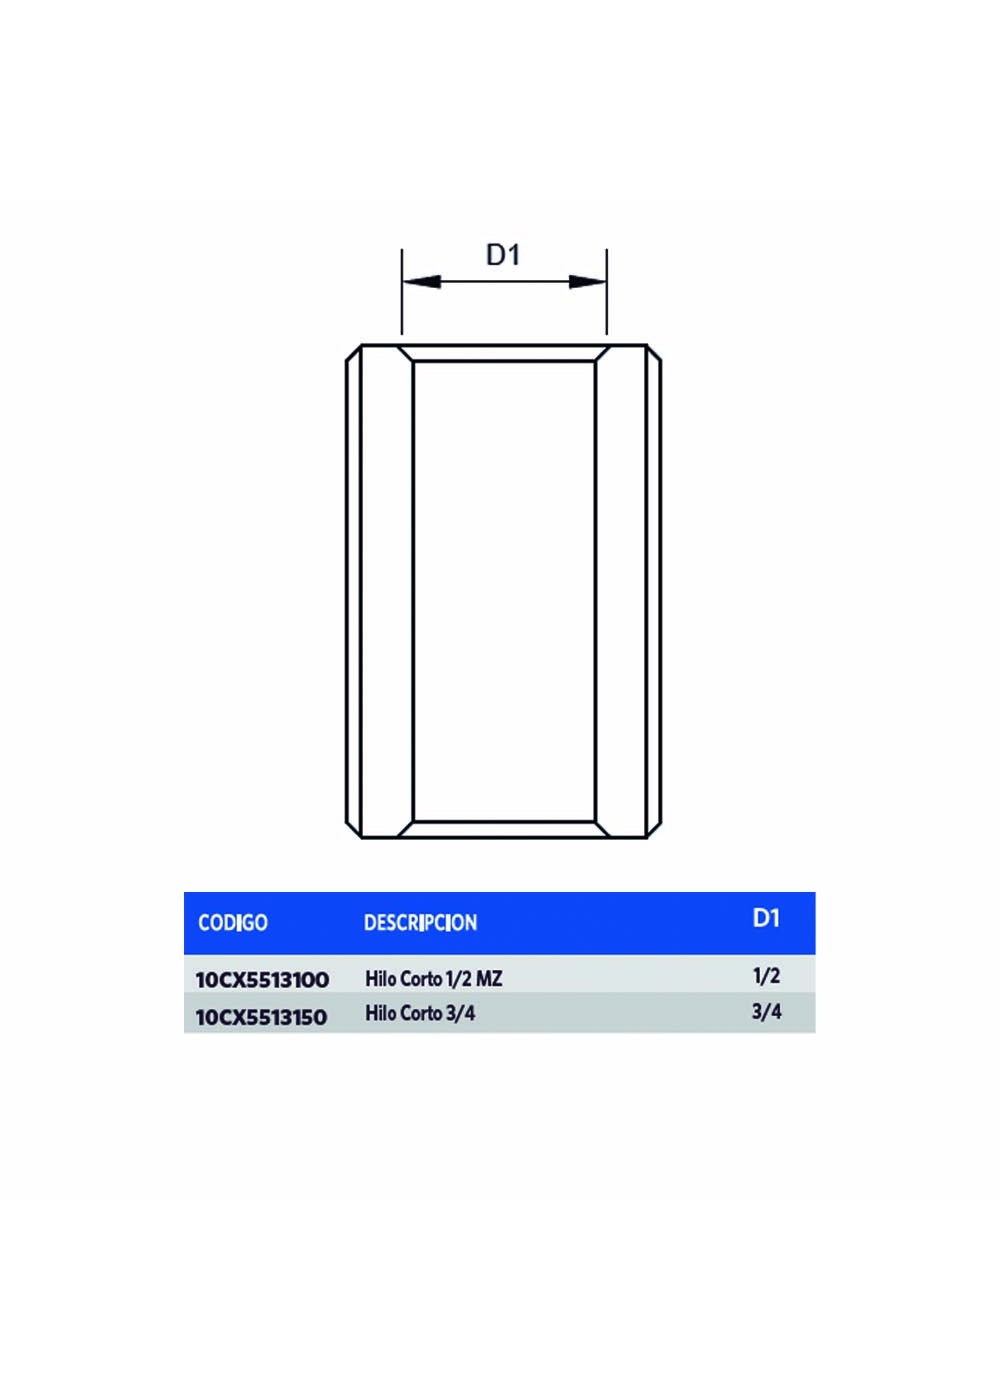 D1
CODIGO DESCRIPCION D1
10CX5513100 Hilo Corto 1/2 MZ 1/2
10CX5513150 Hilo Corto 3/4 3/4